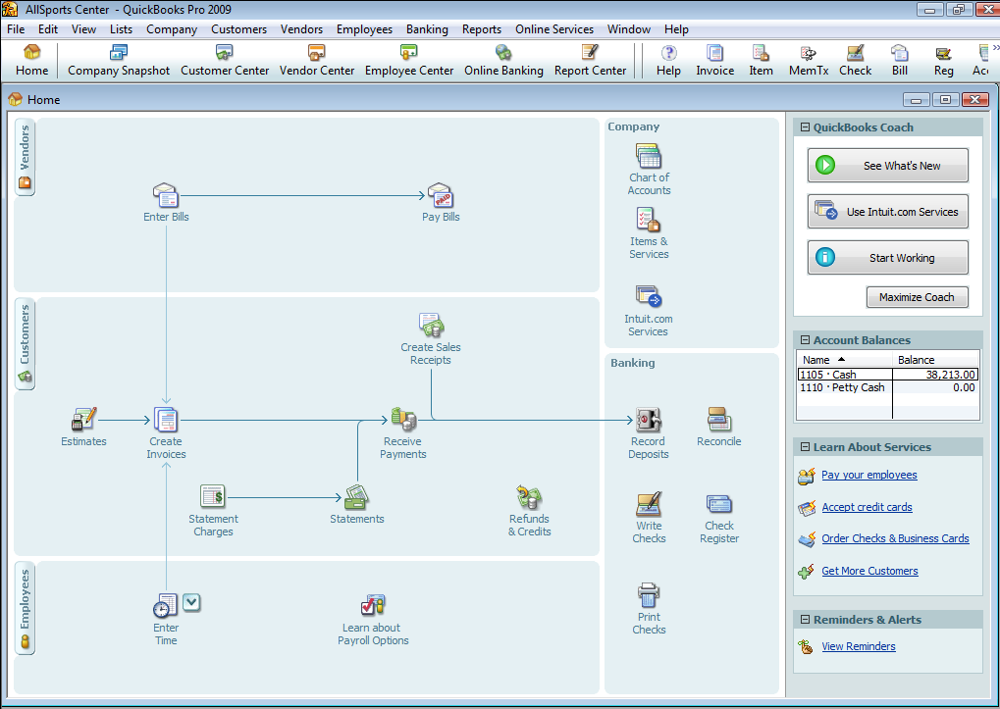 AllSports Center - QuickBooks Pro 2009
File Edit View Lists Company Customers Vendors Employees Banking Reports Online Services Window Help
Home Company Snapshot Customer Center Vendor Center Employee Center Online Banking Report Center Help Invoice Item MemTx Check Bill Reg Acc
Home
Vendors
Enter Bills
Pay Bills
Customers
Create Sales
Receipts
Estimates
Create
Invoices
Receive
Payments
Statement
Charges
Statements
Refunds
& Credits
Employees
Enter
Time
Learn about
Payroll Options
Company
Chart of
Accounts
Items &
Services
Intuit.com
Services
Banking
Record
Deposits
Reconcile
Write
Checks
Check
Register
Print
Checks
QuickBooks Coach
See What's New
Use Intuit.com Services
Start Working
Maximize Coach
Account Balances
Name Balance
1105 · Cash 38,213.00
1110 · Petty Cash 0.00
Learn About Services
Pay your employees
Accept credit cards
Order Checks & Business Cards
Get More Customers
Reminders & Alerts
View Reminders